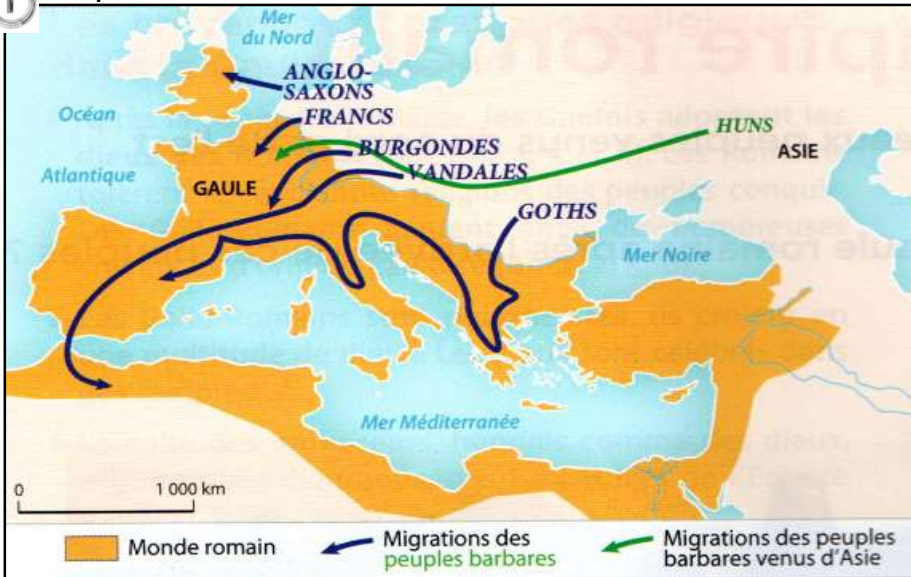 Mer
du Nord
ANGLO-
SAXONS
Océan
FRANCS
HUNS
BURGONDES
ASIE
Atlantique
GAULE
VANDALES
GOTHS
Mer Noire
Mer Méditerranée
0
1 000 km
Monde romain
Migrations des
peuples barbares
Migrations des peuples
barbares venus d'Asie